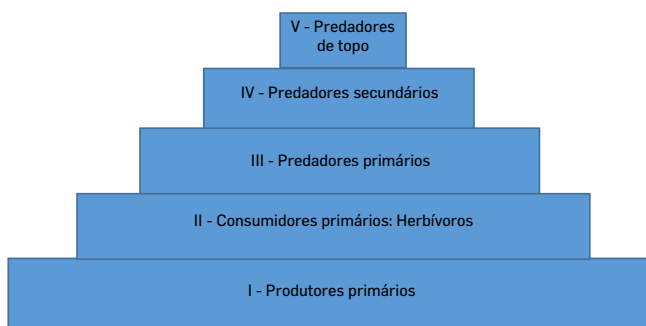 V - Predadores
de topo
IV - Predadores secundários
III - Predadores primários
II - Consumidores primários: Herbívoros
I - Produtores primários